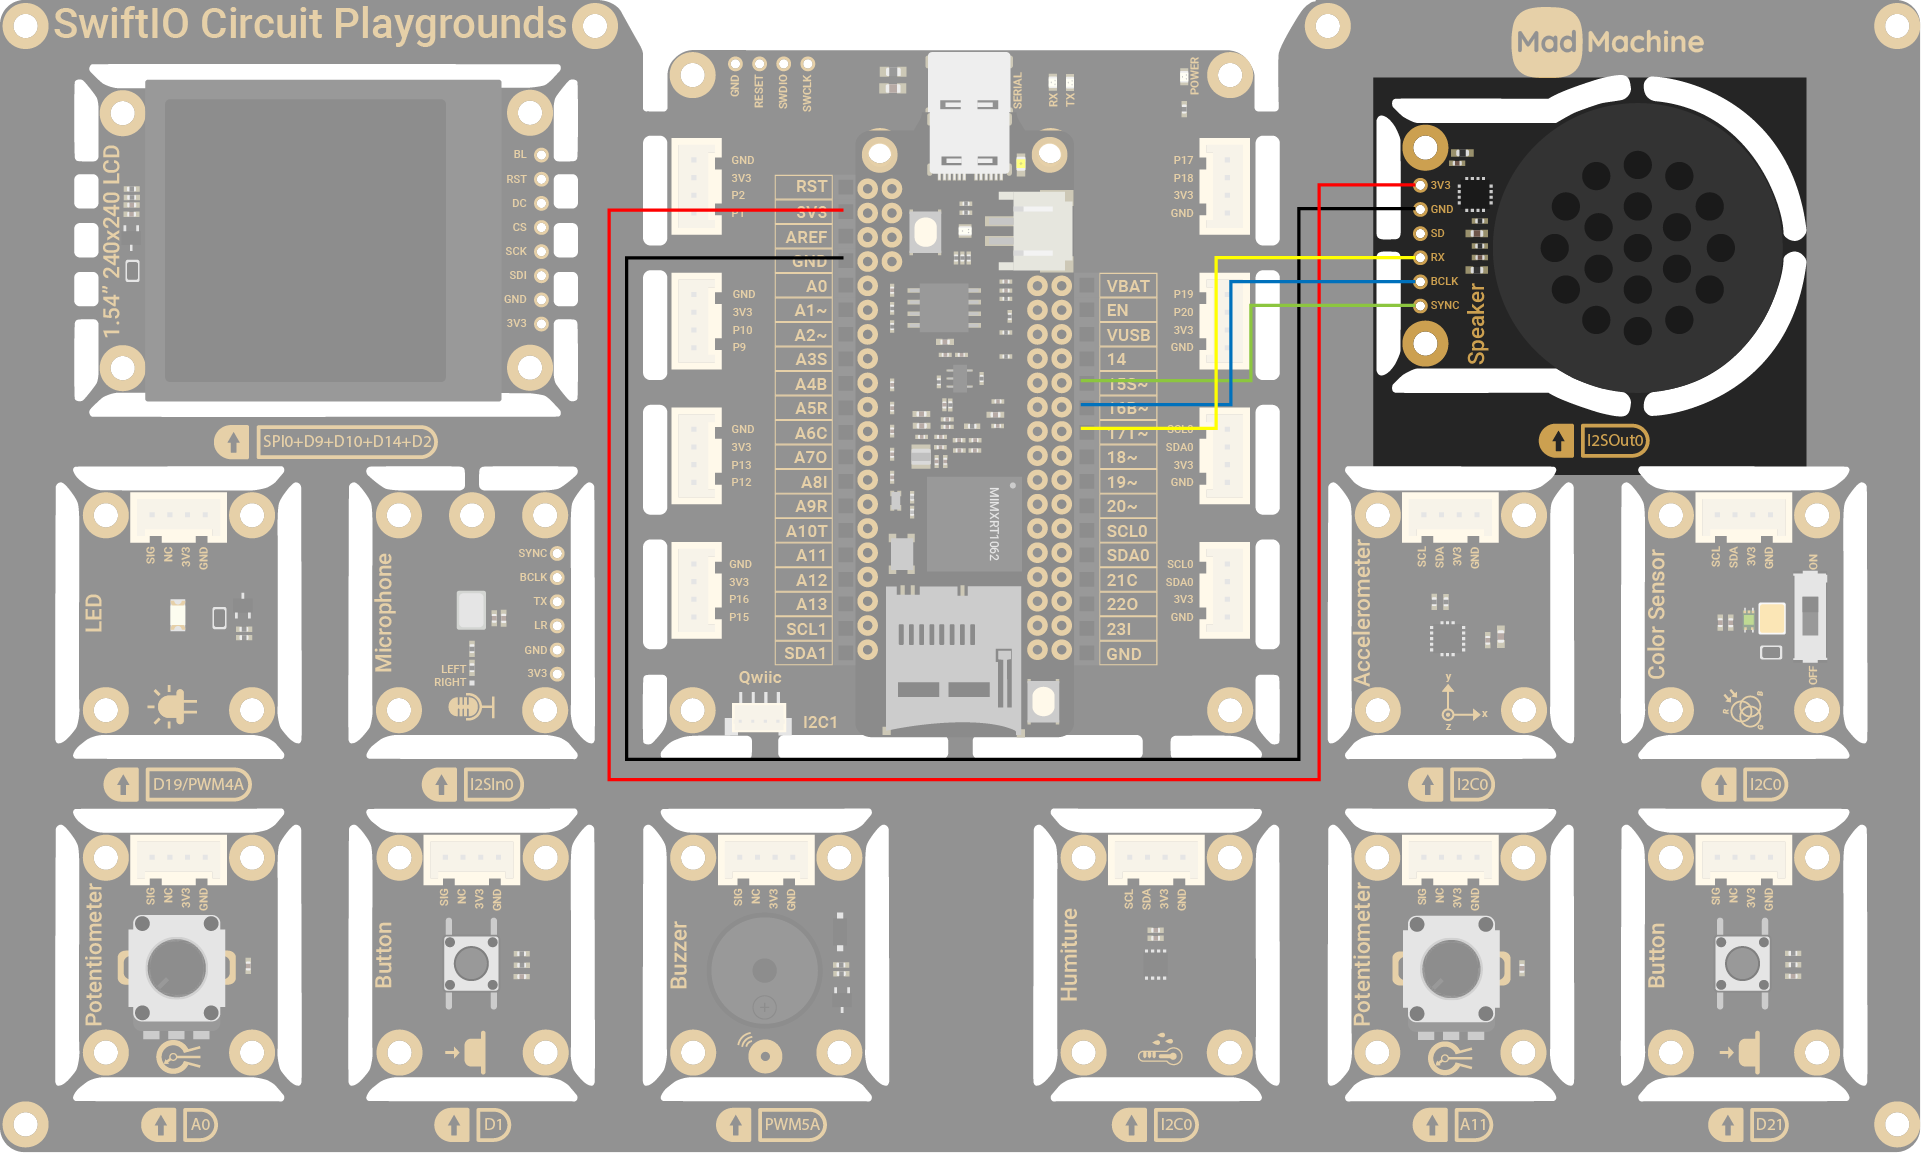 SwiftIO Circuit Playgrounds
Mad Machine
GND
RESET
SWDIO
SWCLK
SERIAL
RX
TX
POWER
1.54” 240x240 LCD
BL
RST
DC
CS
SCK
SDI
GND
3V3
SPI0+D9+D10+D14+D2
GND
3V3
P2
P1
GND
3V3
P10
P9
GND
3V3
P13
P12
GND
3V3
P16
P15
RST
3V3
AREF
GND
A0
A1~
A2~
A3S
A4B
A5R
A6C
A7O
A8I
A9R
A10T
A11
A12
A13
SCL1
SDA1
Qwiic
I2C1
MIMXRT1062
VBAT
EN
VUSB
14
15S~
16B~
17T~
18~
19~
20~
SCL0
SDA0
21C
22O
23I
GND
P17
P18
3V3
GND
P19
P20
3V3
GND
SCL0
SDA0
3V3
GND
SCL0
SDA0
3V3
GND
3V3
GND
SD
RX
BCLK
SYNC
Speaker
I2SOut0
LED
SIG
NC
3V3
GND
D19/PWM4A
Microphone
SYNC
BCLK
TX
LR
GND
3V3
LEFT
RIGHT
I2SIn0
Accelerometer
SCL
SDA
3V3
GND
y
x
z
I2C0
Color Sensor
SCL
SDA
3V3
GND
ON
OFF
R
B
G
I2C0
Potentiometer
SIG
NC
3V3
GND
A0
Button
SIG
NC
3V3
GND
D1
Buzzer
SIG
NC
3V3
GND
PWM5A
Humiture
SCL
SDA
3V3
GND
I2C0
Potentiometer
SIG
NC
3V3
GND
A11
Button
SIG
NC
3V3
GND
D21